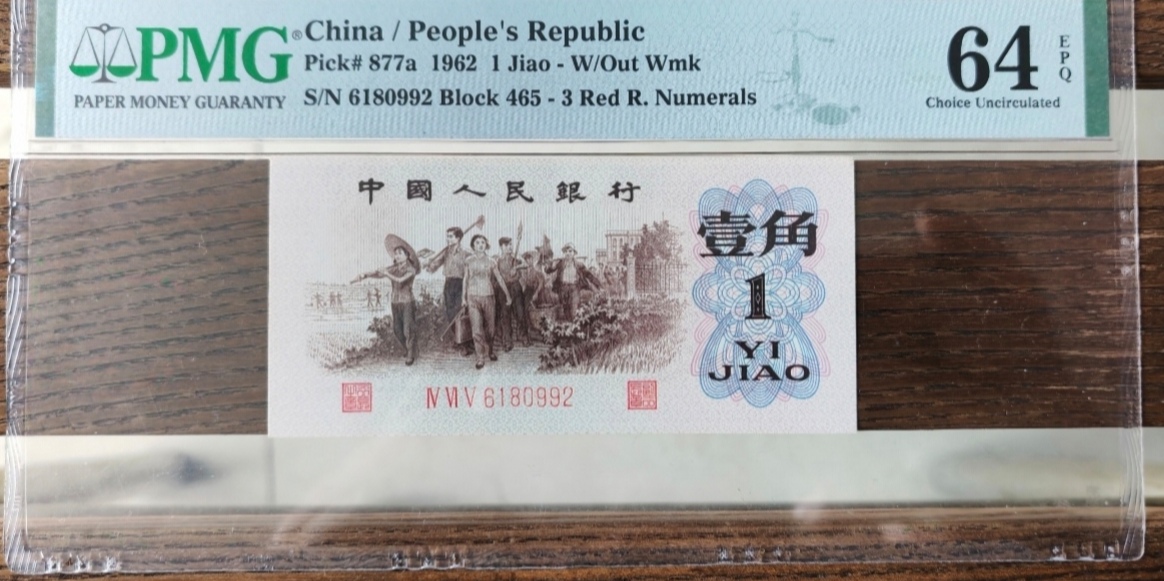 PMG®
PAPER MONEY GUARANTY
China / People's Republic
Pick# 877a 1962 1 Jiao - W/Out Wmk
S/N 6180992 Block 465 - 3 Red R. Numerals
64
EPQ
Choice Uncirculated
中國人民銀行
壹角
1
YI
JIAO
Ⅳ Ⅵ Ⅴ 6180992